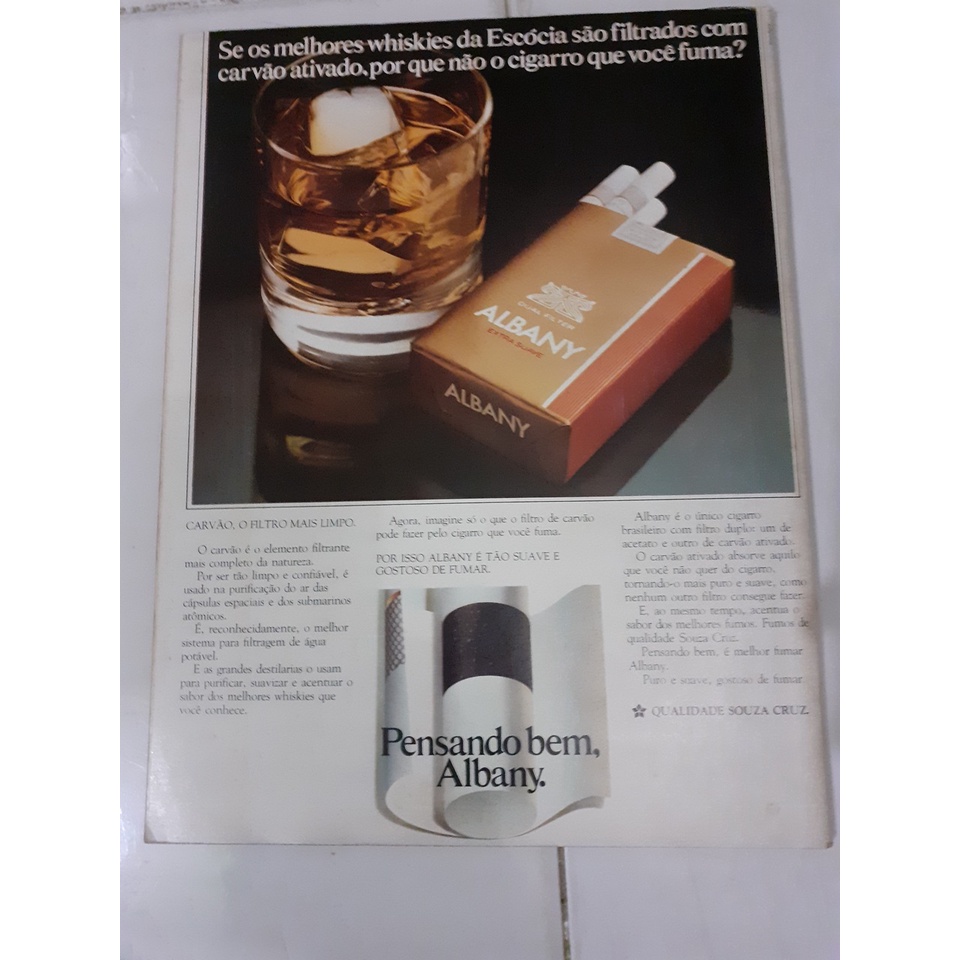 Se os melhores whiskies da Escócia são filtrados com
carvão ativado, por que não o cigarro que você fuma?
DUAL FILTER
ALBANY
EXTRA SUAVE
ALBANY
CARVÃO, O FILTRO MAIS LIMPO.
O carvão é o elemento filtrante
mais completo da natureza.
Por ser tão limpo e confiável, é
usado na purificação do ar das
cápsulas espaciais e dos submarinos
atômicos.
É, reconhecidamente, o melhor
sistema para filtragem de água
potável.
E as grandes destilarias o usam
para purificar, suavizar e acentuar o
sabor dos melhores whiskies que
você conhece.
Agora, imagine só o que o filtro de carvão
pode fazer pelo cigarro que você fuma.
POR ISSO ALBANY É TÃO SUAVE E
GOSTOSO DE FUMAR.
Pensando bem,
Albany.
Albany é o único cigarro
brasileiro com filtro duplo: um de
acetato e outro de carvão ativado.
O carvão ativado absorve aquilo
que você não quer do cigarro,
tornando-o mais puro e suave, como
nenhum outro filtro consegue fazer.
E, ao mesmo tempo, acentua o
sabor dos melhores fumos. Fumos de
qualidade Souza Cruz.
Pensando bem, é melhor fumar
Albany.
Puro e suave, gostoso de fumar.
QUALIDADE SOUZA CRUZ.